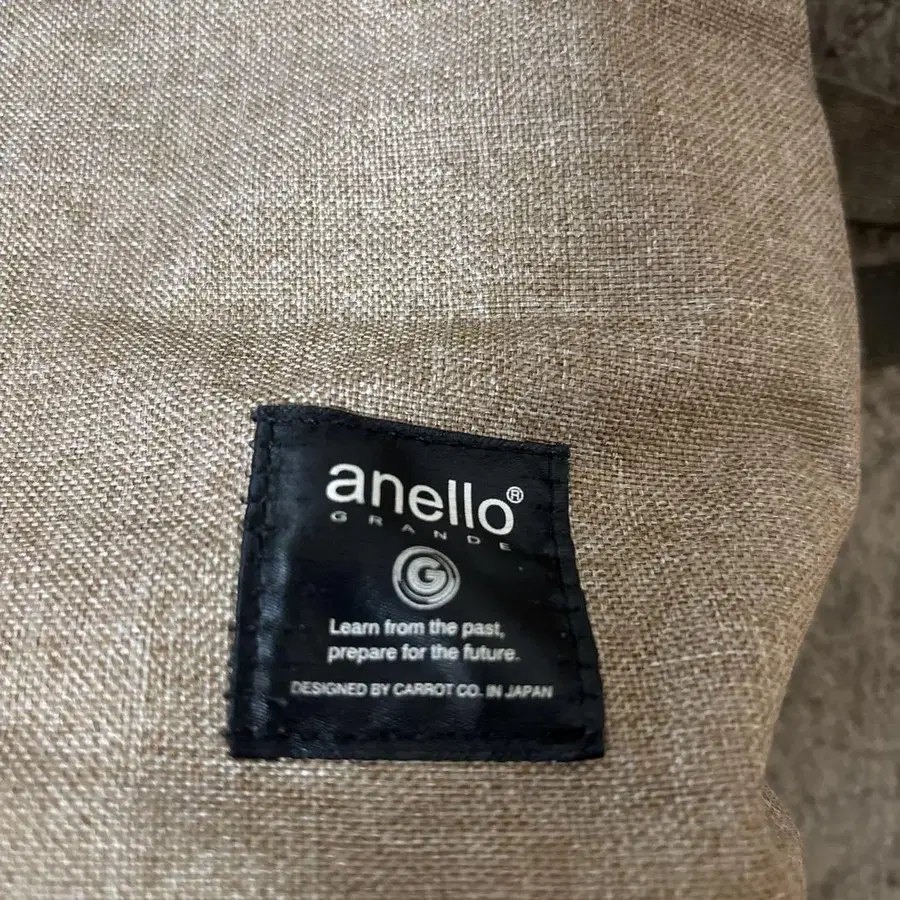 anello®
GRANDE
G
Learn from the past,
prepare for the future.
DESIGNED BY CARROT CO. IN JAPAN